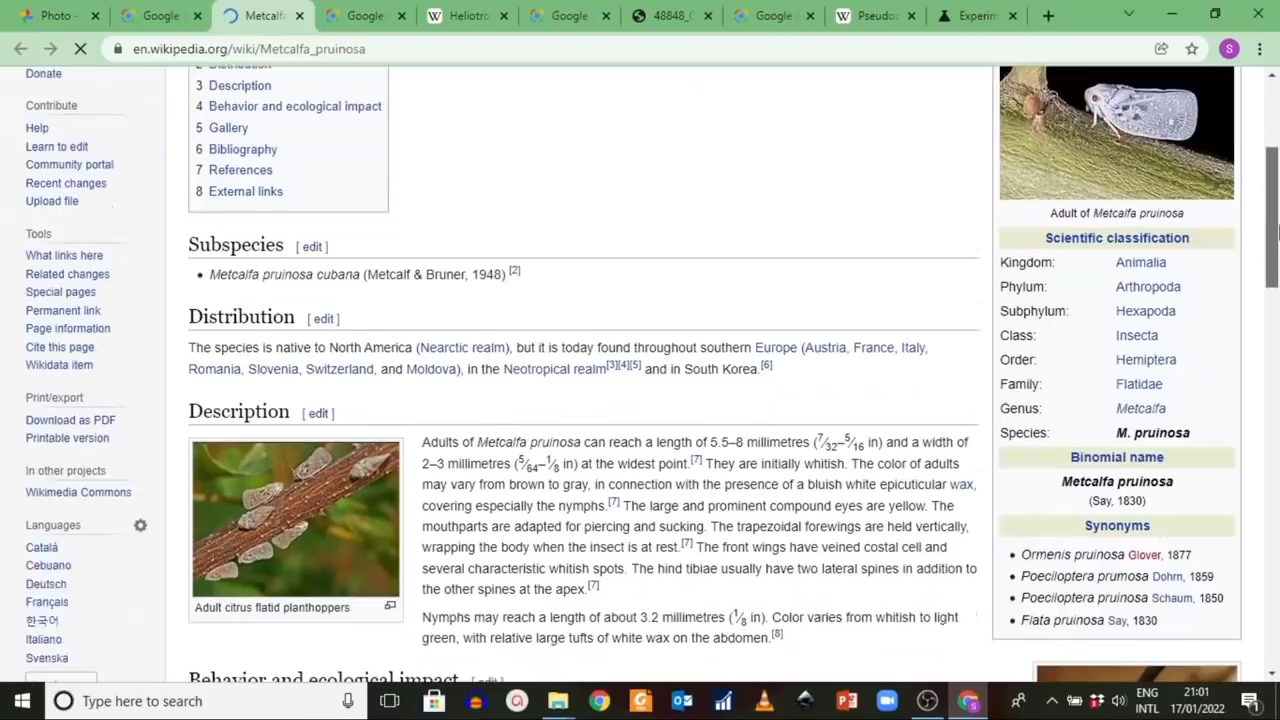 Photo -
Google
Metcalfa
Google
Heliotro
Google
48848_C
Google
Pseudo
Experim
en.wikipedia.org/wiki/Metcalfa_pruinosa
S
Donate
Contribute
Help
Learn to edit
Community portal
Recent changes
Upload file
Tools
What links here
Related changes
Special pages
Permanent link
Page information
Cite this page
Wikidata item
Print/export
Download as PDF
Printable version
In other projects
Wikimedia Commons
Languages
Català
Cebuano
Deutsch
Français
한국어
Italiano
Svenska
2 Distribution
3 Description
4 Behavior and ecological impact
5 Gallery
6 Bibliography
7 References
8 External links
Subspecies [ edit ]
• Metcalfa pruinosa cubana (Metcalf & Bruner, 1948) [2]
Distribution [ edit ]
The species is native to North America (Nearctic realm), but it is today found throughout southern Europe (Austria, France, Italy,
Romania, Slovenia, Switzerland, and Moldova), in the Neotropical realm[3][4][5] and in South Korea.[6]
Description [ edit ]
Adult citrus flatid planthoppers
Adults of Metcalfa pruinosa can reach a length of 5.5–8 millimetres (7⁄32–5⁄16 in) and a width of
2–3 millimetres (5⁄64–1⁄8 in) at the widest point.[7] They are initially whitish. The color of adults
may vary from brown to gray, in connection with the presence of a bluish white epicuticular wax,
covering especially the nymphs.[7] The large and prominent compound eyes are yellow. The
mouthparts are adapted for piercing and sucking. The trapezoidal forewings are held vertically,
wrapping the body when the insect is at rest.[7] The front wings have veined costal cell and
several characteristic whitish spots. The hind tibiae usually have two lateral spines in addition to
the other spines at the apex.[7]
Nymphs may reach a length of about 3.2 millimetres (1⁄8 in). Color varies from whitish to light
green, with relative large tufts of white wax on the abdomen.[8]
Behavior and ecological impact [ edit ]
Adult of Metcalfa pruinosa
Scientific classification
Kingdom: Animalia
Phylum: Arthropoda
Subphylum: Hexapoda
Class: Insecta
Order: Hemiptera
Family: Flatidae
Genus: Metcalfa
Species: M. pruinosa
Binomial name
Metcalfa pruinosa
(Say, 1830)
Synonyms
• Ormenis pruinosa Glover, 1877
• Poeciloptera prumosa Dohrn, 1859
• Poeciloptera pruinosa Schaum, 1850
• Flata pruinosa Say, 1830
Type here to search
ENG
INTL
21:01
17/01/2022